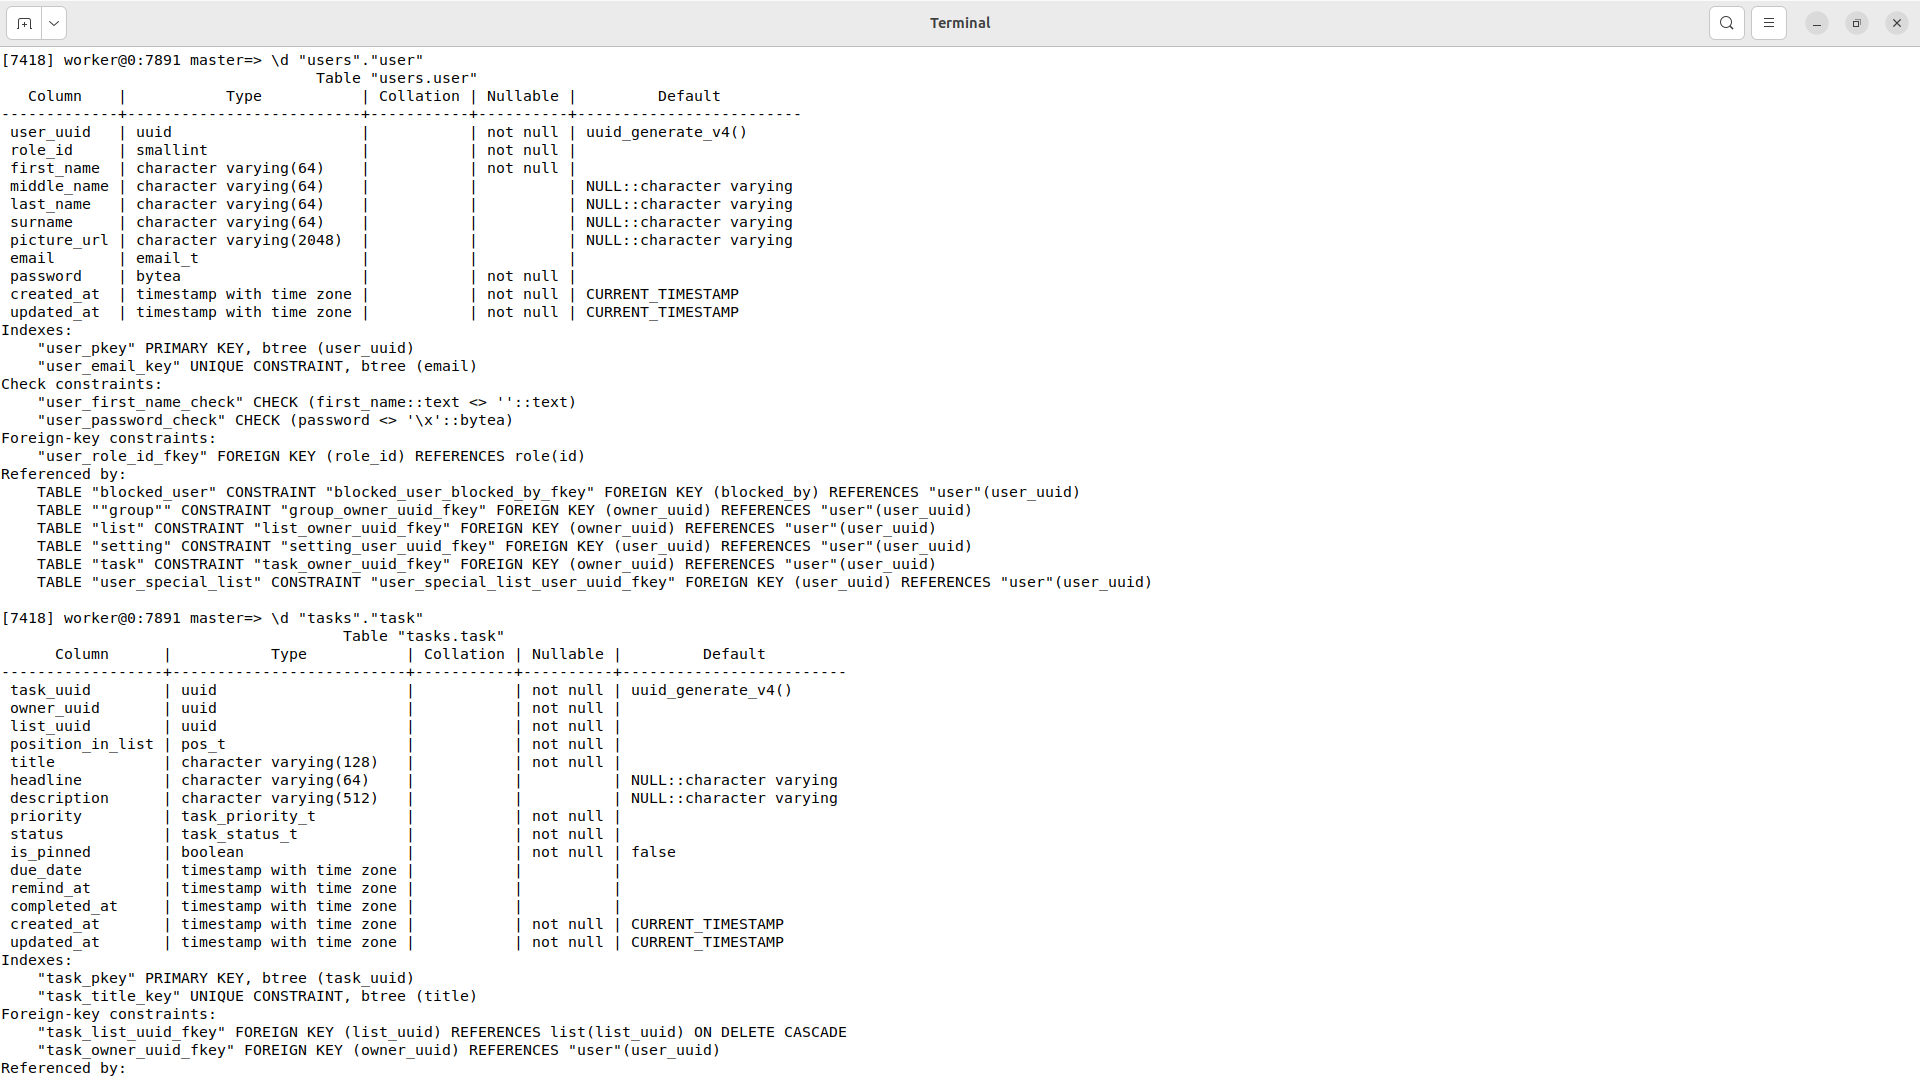 Terminal
[7418] worker@0:7891 master=> \d "users"."user"
                                   Table "users.user"
   Column    |           Type           | Collation | Nullable |         Default
-------------+--------------------------+-----------+----------+-------------------------
 user_uuid   | uuid                     |           | not null | uuid_generate_v4()
 role_id     | smallint                 |           | not null |
 first_name  | character varying(64)    |           | not null |
 middle_name | character varying(64)    |           |          | NULL::character varying
 last_name   | character varying(64)    |           |          | NULL::character varying
 surname     | character varying(64)    |           |          | NULL::character varying
 picture_url | character varying(2048)  |           |          | NULL::character varying
 email       | email_t                  |           |          |
 password    | bytea                    |           | not null |
 created_at  | timestamp with time zone |           | not null | CURRENT_TIMESTAMP
 updated_at  | timestamp with time zone |           | not null | CURRENT_TIMESTAMP
Indexes:
    "user_pkey" PRIMARY KEY, btree (user_uuid)
    "user_email_key" UNIQUE CONSTRAINT, btree (email)
Check constraints:
    "user_first_name_check" CHECK (first_name::text <> ''::text)
    "user_password_check" CHECK (password <> '\x'::bytea)
Foreign-key constraints:
    "user_role_id_fkey" FOREIGN KEY (role_id) REFERENCES role(id)
Referenced by:
    TABLE "blocked_user" CONSTRAINT "blocked_user_blocked_by_fkey" FOREIGN KEY (blocked_by) REFERENCES "user"(user_uuid)
    TABLE ""group"" CONSTRAINT "group_owner_uuid_fkey" FOREIGN KEY (owner_uuid) REFERENCES "user"(user_uuid)
    TABLE "list" CONSTRAINT "list_owner_uuid_fkey" FOREIGN KEY (owner_uuid) REFERENCES "user"(user_uuid)
    TABLE "setting" CONSTRAINT "setting_user_uuid_fkey" FOREIGN KEY (user_uuid) REFERENCES "user"(user_uuid)
    TABLE "task" CONSTRAINT "task_owner_uuid_fkey" FOREIGN KEY (owner_uuid) REFERENCES "user"(user_uuid)
    TABLE "user_special_list" CONSTRAINT "user_special_list_user_uuid_fkey" FOREIGN KEY (user_uuid) REFERENCES "user"(user_uuid)

[7418] worker@0:7891 master=> \d "tasks"."task"
                                      Table "tasks.task"
      Column      |           Type           | Collation | Nullable |         Default
------------------+--------------------------+-----------+----------+-------------------------
 task_uuid        | uuid                     |           | not null | uuid_generate_v4()
 owner_uuid       | uuid                     |           | not null |
 list_uuid        | uuid                     |           | not null |
 position_in_list | pos_t                    |           | not null |
 title            | character varying(128)   |           | not null |
 headline         | character varying(64)    |           |          | NULL::character varying
 description      | character varying(512)   |           |          | NULL::character varying
 priority         | task_priority_t          |           | not null |
 status           | task_status_t            |           | not null |
 is_pinned        | boolean                  |           | not null | false
 due_date         | timestamp with time zone |           |          |
 remind_at        | timestamp with time zone |           |          |
 completed_at     | timestamp with time zone |           |          |
 created_at       | timestamp with time zone |           | not null | CURRENT_TIMESTAMP
 updated_at       | timestamp with time zone |           | not null | CURRENT_TIMESTAMP
Indexes:
    "task_pkey" PRIMARY KEY, btree (task_uuid)
    "task_title_key" UNIQUE CONSTRAINT, btree (title)
Foreign-key constraints:
    "task_list_uuid_fkey" FOREIGN KEY (list_uuid) REFERENCES list(list_uuid) ON DELETE CASCADE
    "task_owner_uuid_fkey" FOREIGN KEY (owner_uuid) REFERENCES "user"(user_uuid)
Referenced by: